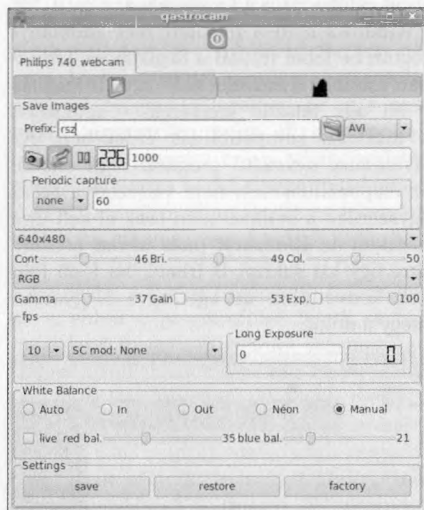 qastrocam
Philips 740 webcam
Save Images
Prefix: rsz AVI
226 1000
Periodic capture
none 60
640x480
Cont 46 Bri. 49 Col. 50
RGB
Gamma 37 Gain 53 Exp. 100
fps
Long Exposure
10 SC mod: None 0 0
White Balance
Auto In Out Néon Manual
live red bal. 35 blue bal. 21
Settings
save restore factory